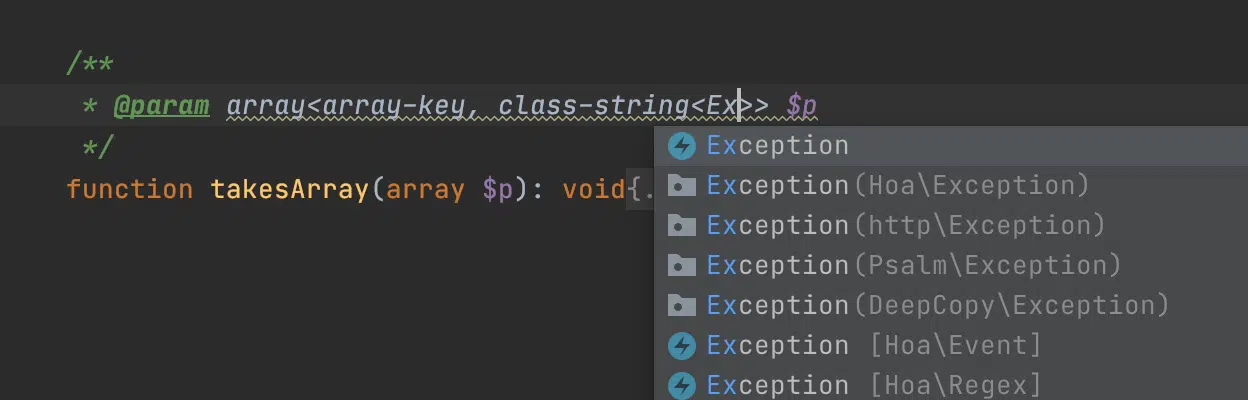 /**
* @param array<array-key, class-string<Ex>> $p
*/
function takesArray(array $p): void{.
Exception
Exception(Hoa\Exception)
Exception(http\Exception)
Exception(Psalm\Exception)
Exception(DeepCopy\Exception)
Exception [Hoa\Event]
Exception [Hoa\Regex]